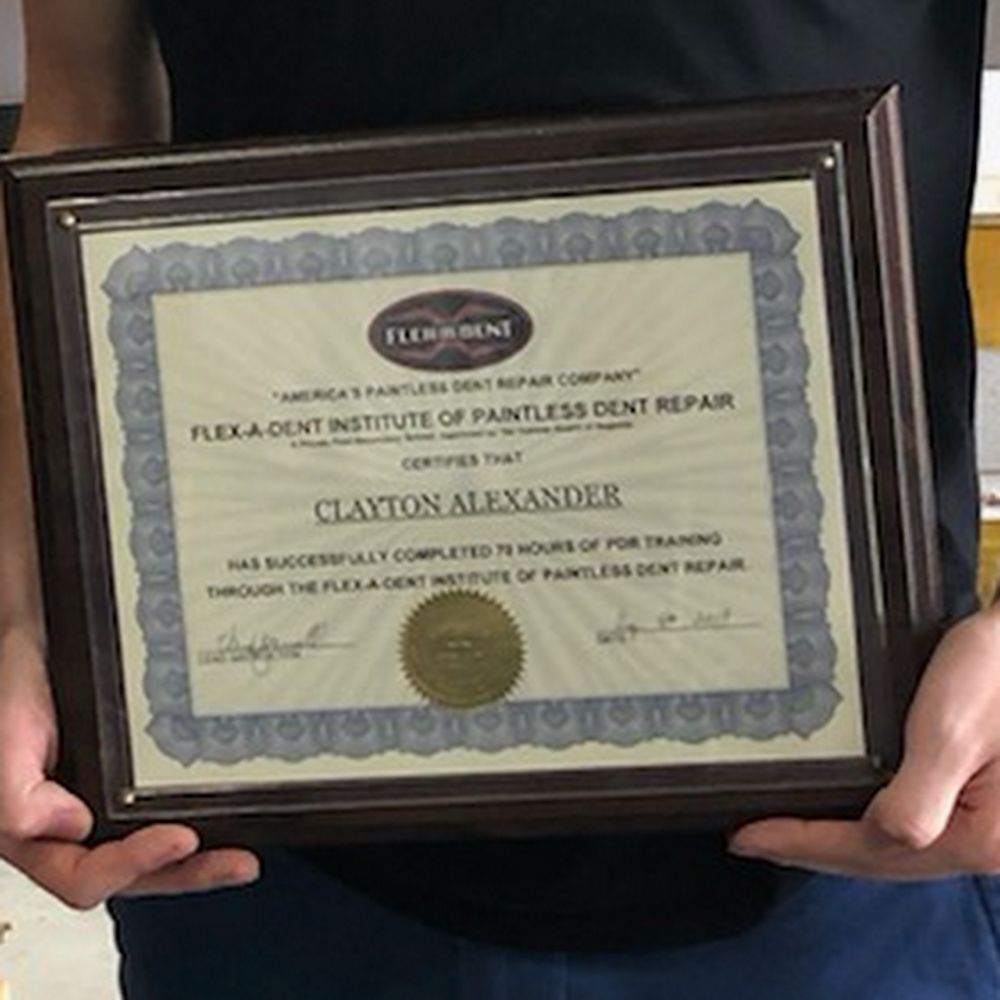 FLEX-A-DENT
"AMERICA'S PAINTLESS DENT REPAIR COMPANY"
FLEX-A-DENT INSTITUTE OF PAINTLESS DENT REPAIR
CERTIFIES THAT
CLAYTON ALEXANDER
HAS SUCCESSFULLY COMPLETED 70 HOURS OF PDR TRAINING
THROUGH THE FLEX-A-DENT INSTITUTE OF PAINTLESS DENT REPAIR.